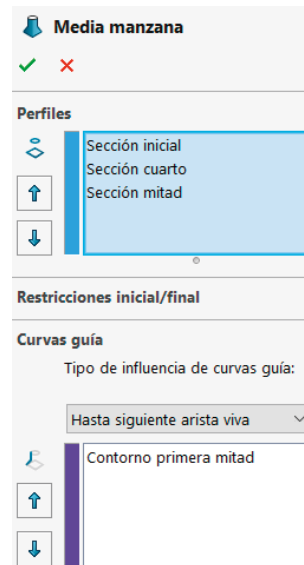 Media manzana
Perfiles
Sección inicial
Sección cuarto
Sección mitad
Restricciones inicial/final
Curvas guía
Tipo de influencia de curvas guía:
Hasta siguiente arista viva
Contorno primera mitad